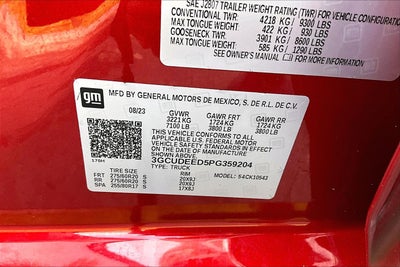 SAE J2807 TRAILER WEIGHT RATING (TWR) FOR VEHICLE CONFIGURATION
CONVENTIONAL TWR: 4218 KG / 9300 LBS
MAX TONGUE WT: 422 KG / 930 LBS
GOOSENECK TWR: 3901 KG / 8600 LBS
MAX TONGUE WT: 585 KG / 1290 LBS
SEE OWNER'S MANUAL FOR MORE INFORMATION
gm
MFD BY GENERAL MOTORS DE MEXICO, S. DE R.L. DE C.V.
08/23 GVWR GAWR FRT GAWR RR
3221 KG 1724 KG 1724 KG
7100 LB 3800 LB 3800 LB
THIS VEHICLE CONFORMS TO ALL
APPLICABLE U.S. FEDERAL MOTOR
VEHICLE SAFETY STANDARDS IN EFFECT
ON THE DATE OF MANUFACTURE SHOWN ABOVE.
3GCUDEED5PG359204
TYPE: TRUCK MODEL: 54CK10543
TIRE SIZE RIM
FRT 275/60R20 S 20X9J
RR 275/60R20 S 20X9J
SPA 255/80R17 S 17X8J